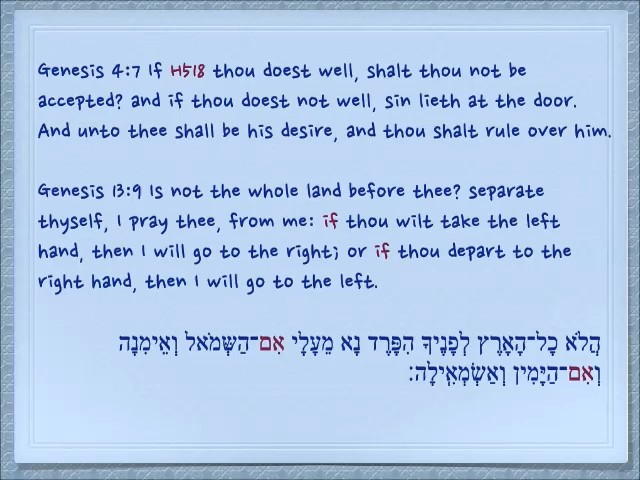 Genesis 4:7 If H518 thou doest well, shalt thou not be
accepted? and if thou doest not well, sin lieth at the door.
And unto thee shall be his desire, and thou shalt rule over him.
Genesis 13:9 Is not the whole land before thee? separate
thyself, I pray thee, from me: if thou wilt take the left
hand, then I will go to the right; or if thou depart to the
right hand, then I will go to the left.
הֲלֹא כָל־הָאָרֶץ לְפָנֶיךָ הִפָּרֶד נָא מֵעָלָי אִם־הַשְּׂמֹאל וְאֵימִנָה
וְאִם־הַיָּמִין וְאַשְׂמְאִילָה׃